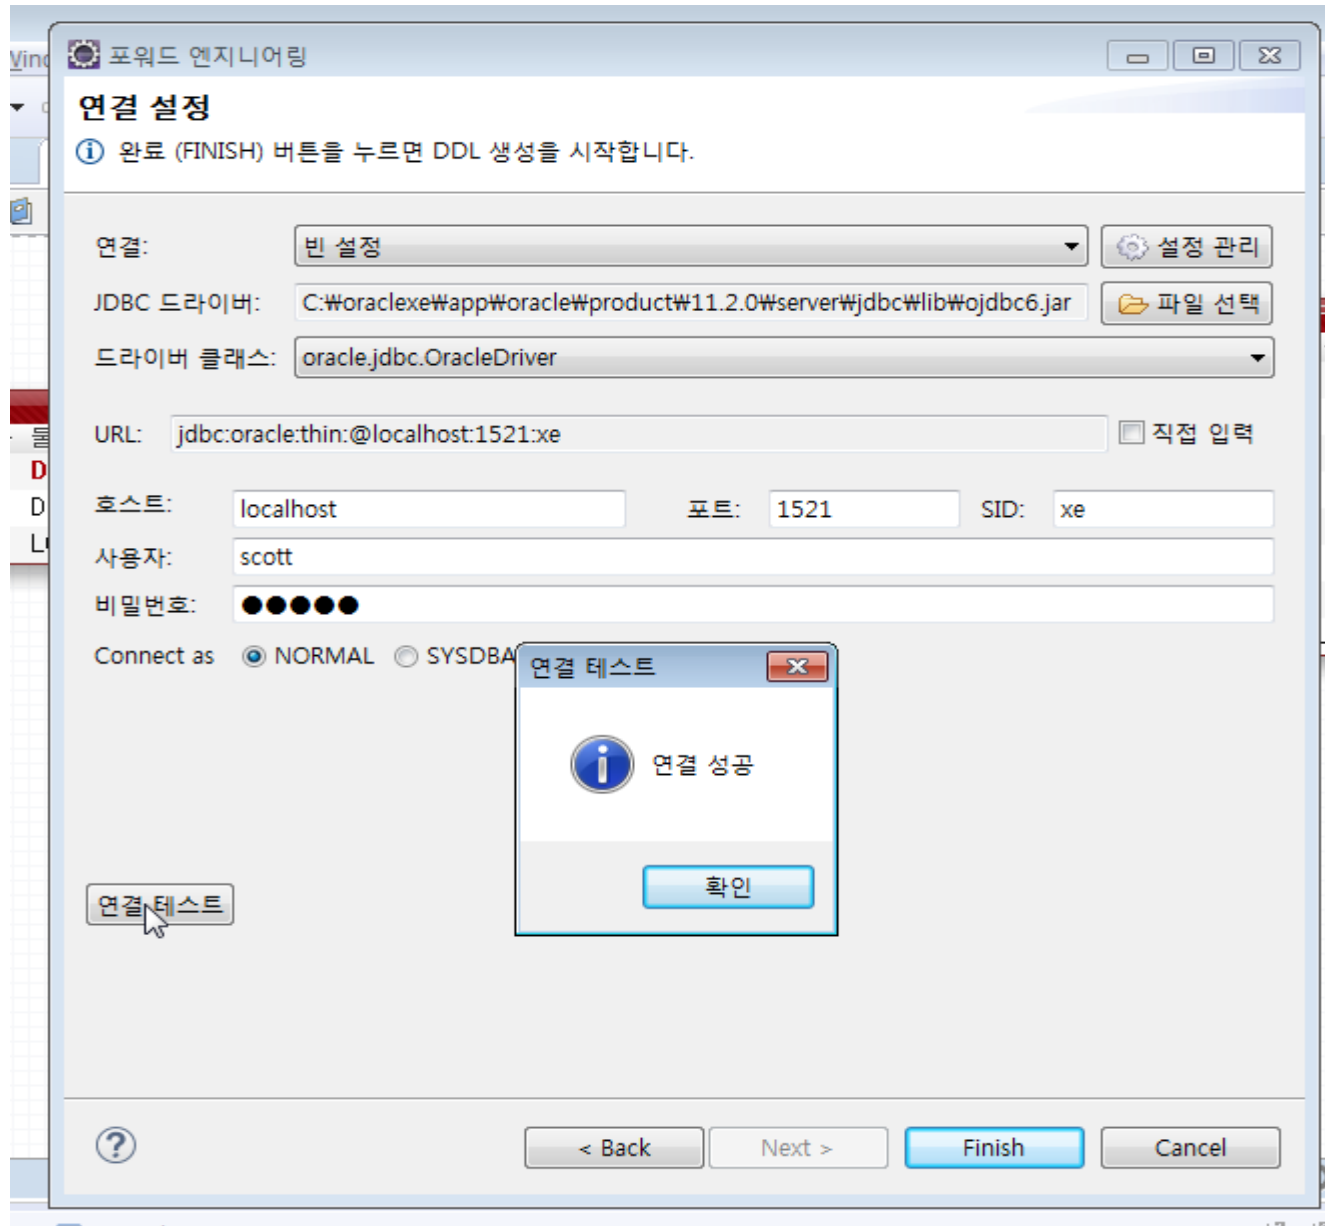 포워드 엔지니어링
연결 설정
완료 (FINISH) 버튼을 누르면 DDL 생성을 시작합니다.
연결: 빈 설정 설정 관리
JDBC 드라이버: C:₩oraclexe₩app₩oracle₩product₩11.2.0₩server₩jdbc₩lib₩ojdbc6.jar 파일 선택
드라이버 클래스: oracle.jdbc.OracleDriver
URL: jdbc:oracle:thin:@localhost:1521:xe 직접 입력
호스트: localhost 포트: 1521 SID: xe
사용자: scott
비밀번호: ●●●●●
Connect as NORMAL SYSDBA
연결 테스트
연결 성공
확인
연결 테스트
< Back Next > Finish Cancel